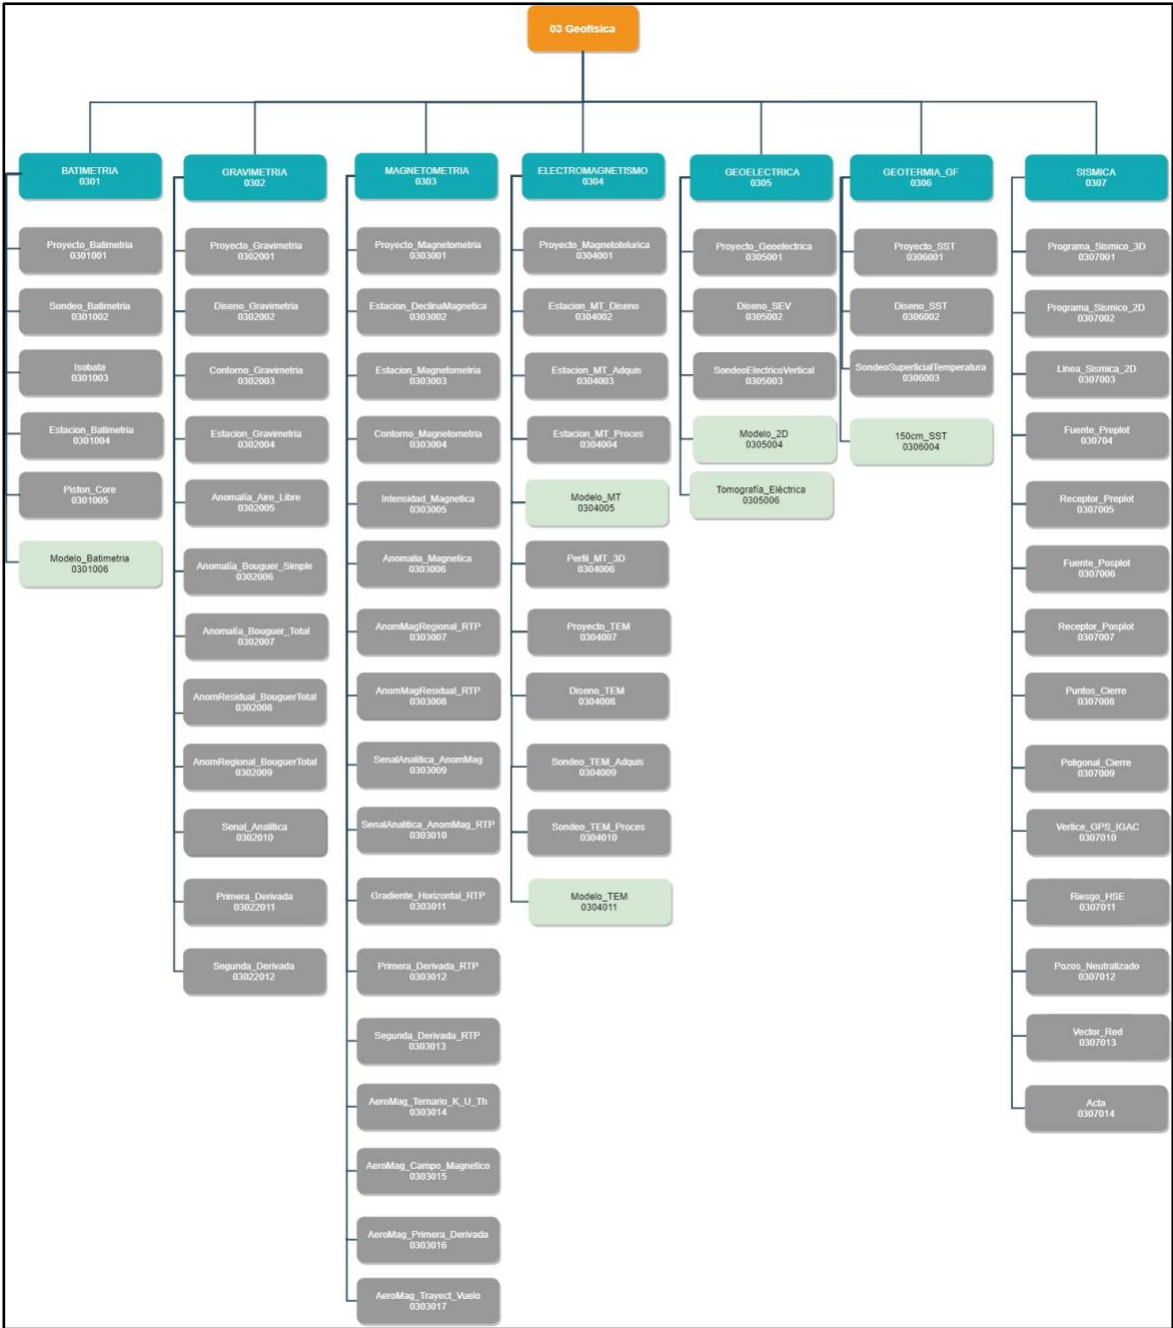 03 Geofisica
BATIMETRIA
0301
Proyecto_Batimetria
0301001
Sondeo_Batimetria
0301002
Isobata
0301003
Estacion_Batimetria
0301004
Piston_Core
0301005
Modelo_Batimetria
0301006
GRAVIMETRIA
0302
Proyecto_Gravimetria
0302001
Diseno_Gravimetria
0302002
Contorno_Gravimetria
0302003
Estacion_Gravimetria
0302004
Anomalía_Aire_Libre
0302005
Anomalía_Bouguer_Simple
0302006
Anomalía_Bouguer_Total
0302007
AnomResidual_BouguerTotal
0302008
AnomRegional_BouguerTotal
0302009
Senal_Analitica
0302010
Primera_Derivada
03022011
Segunda_Derivada
03022012
MAGNETOMETRIA
0303
Proyecto_Magnetometria
0303001
Estacion_DeclinaMagnetica
0303002
Estacion_Magnetometria
0303003
Contorno_Magnetometria
0303004
Intensidad_Magnetica
0303005
Anomalia_Magnetica
0303006
AnomMagRegional_RTP
0303007
AnomMagResidual_RTP
0303008
SenalAnalitica_AnomMag
0303009
SenalAnalitica_AnomMag_RTP
0303010
Gradiente_Horizontal_RTP
0303011
Primera_Derivada_RTP
0303012
Segunda_Derivada_RTP
0303013
AeroMag_Ternario_K_U_Th
0303014
AeroMag_Campo_Magnetico
0303015
AeroMag_Primera_Derivada
0303016
AeroMag_Trayect_Vuelo
0303017
ELECTROMAGNETISMO
0304
Proyecto_Magnetotelurica
0304001
Estacion_MT_Diseno
0304002
Estacion_MT_Adquis
0304003
Estacion_MT_Proces
0304004
Modelo_MT
0304005
Perfil_MT_3D
0304006
Proyecto_TEM
0304007
Diseno_TEM
0304008
Sondeo_TEM_Adquis
0304009
Sondeo_TEM_Proces
0304010
Modelo_TEM
0304011
GEOELECTRICA
0305
Proyecto_Geoelectrica
0305001
Diseno_SEV
0305002
SondeoElectricoVertical
0305003
Modelo_2D
0305004
Tomografía_Eléctrica
0305006
GEOTERMIA_GF
0306
Proyecto_SST
0306001
Diseno_SST
0306002
SondeoSuperficialTemperatura
0306003
150cm_SST
0306004
SISMICA
0307
Programa_Sismico_3D
0307001
Programa_Sismico_2D
0307002
Linea_Sismica_2D
0307003
Fuente_Preplot
030704
Receptor_Preplot
0307005
Fuente_Posplot
0307006
Receptor_Posplot
0307007
Puntos_Cierre
0307008
Poligonal_Cierre
0307009
Vertice_GPS_IGAC
0307010
Riesgo_HSE
0307011
Pozos_Neutralizado
0307012
Vector_Red
0307013
Acta
0307014